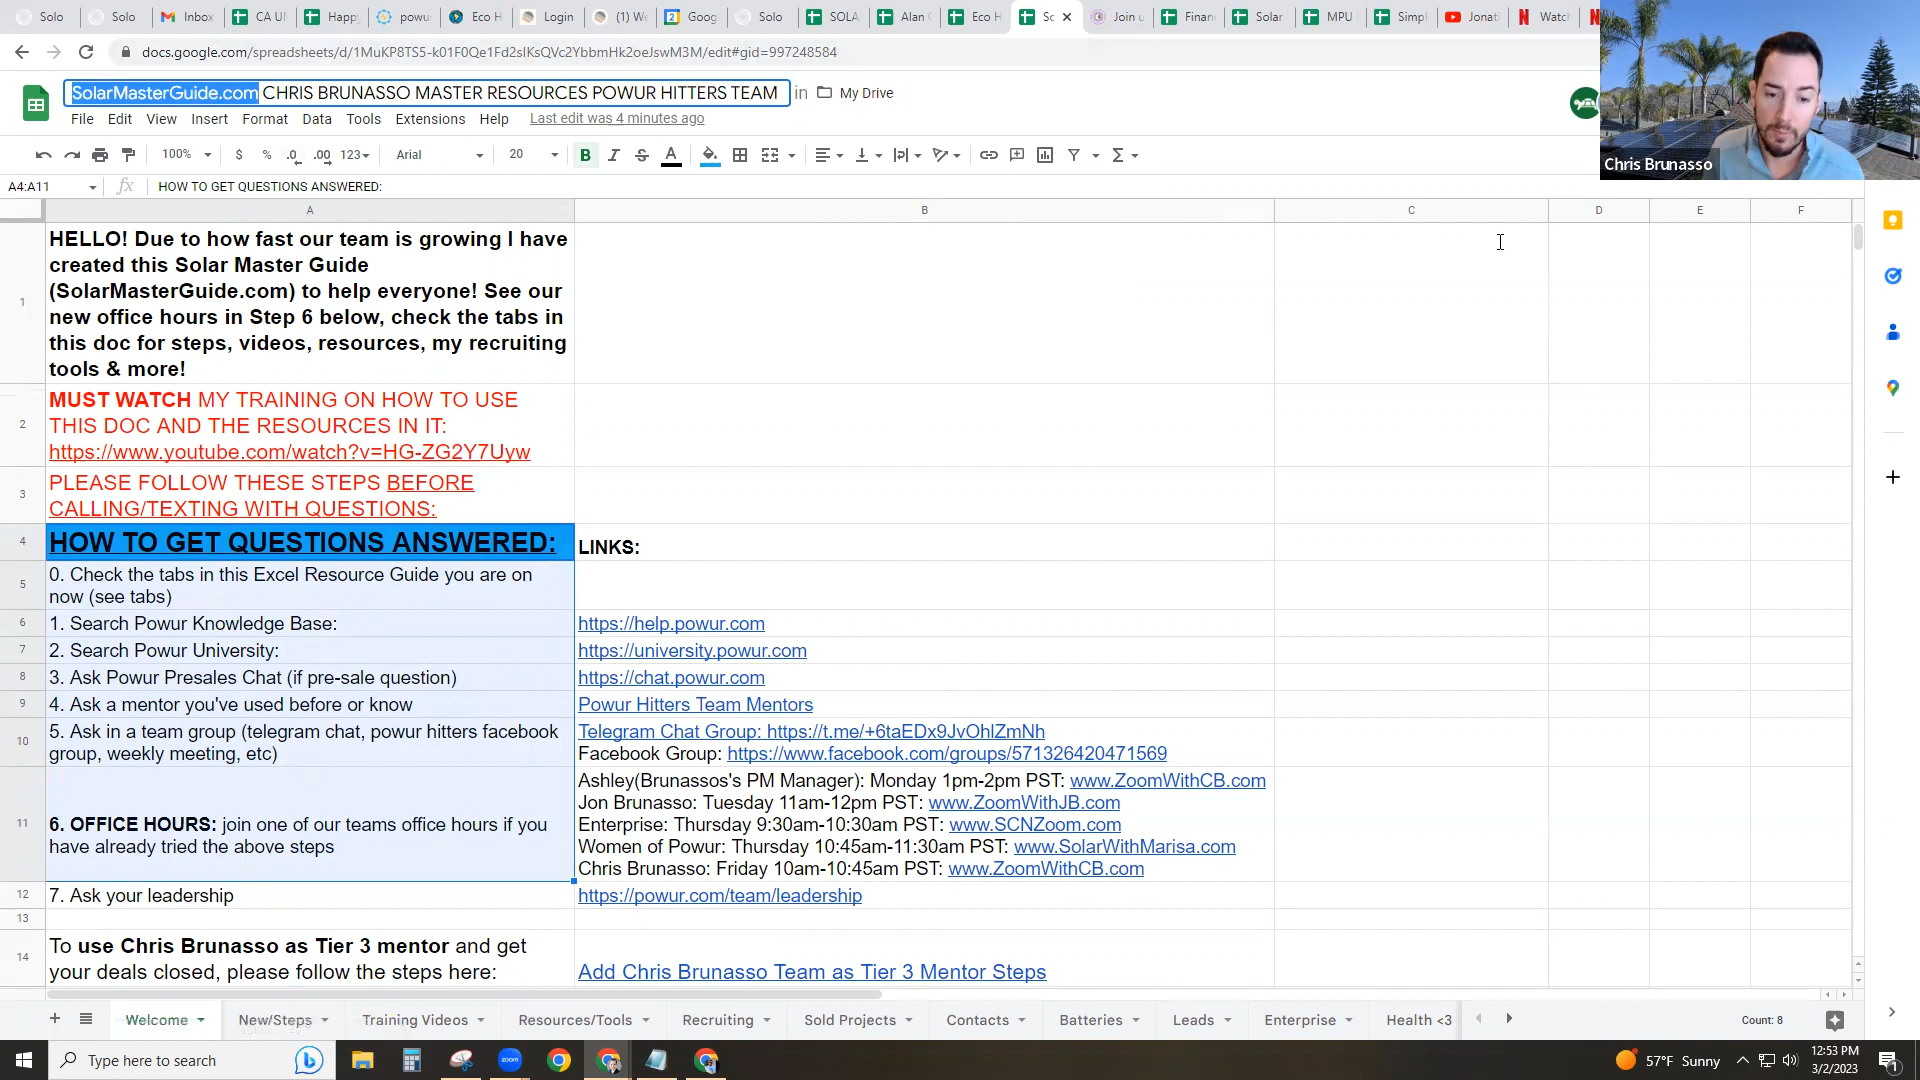 Solo
Solo
Inbox
CA UI
Happ
powu
Eco H
Login
(1) We
Goog
Solo
SOLA
Alan C
Eco H
Sc
Join u
Financ
Solar
MPU
Simpl
Jonat
Watch
docs.google.com/spreadsheets/d/1MuKP8TS5-k01F0Qe1Fd2sIKsQVc2YbbmHk2oeJswM3M/edit#gid=997248584
SolarMasterGuide.com CHRIS BRUNASSO MASTER RESOURCES POWUR HITTERS TEAM in My Drive
File Edit View Insert Format Data Tools Extensions Help Last edit was 4 minutes ago
100% $ % .0 .00 123 Arial 20 B I S A
Chris Brunasso
A4:A11 fx HOW TO GET QUESTIONS ANSWERED:
A B C D E F
1
HELLO! Due to how fast our team is growing I have
created this Solar Master Guide
(SolarMasterGuide.com) to help everyone! See our
new office hours in Step 6 below, check the tabs in
this doc for steps, videos, resources, my recruiting
tools & more!
2
MUST WATCH MY TRAINING ON HOW TO USE
THIS DOC AND THE RESOURCES IN IT:
https://www.youtube.com/watch?v=HG-ZG2Y7Uyw
3
PLEASE FOLLOW THESE STEPS BEFORE
CALLING/TEXTING WITH QUESTIONS:
4 HOW TO GET QUESTIONS ANSWERED: LINKS:
5
0. Check the tabs in this Excel Resource Guide you are on
now (see tabs)
6 1. Search Powur Knowledge Base: https://help.powur.com
7 2. Search Powur University: https://university.powur.com
8 3. Ask Powur Presales Chat (if pre-sale question) https://chat.powur.com
9 4. Ask a mentor you've used before or know Powur Hitters Team Mentors
10
5. Ask in a team group (telegram chat, powur hitters facebook
group, weekly meeting, etc)
Telegram Chat Group: https://t.me/+6taEDx9JvOhlZmNh
Facebook Group: https://www.facebook.com/groups/571326420471569
11
6. OFFICE HOURS: join one of our teams office hours if you
have already tried the above steps
Ashley(Brunassos's PM Manager): Monday 1pm-2pm PST: www.ZoomWithCB.com
Jon Brunasso: Tuesday 11am-12pm PST: www.ZoomWithJB.com
Enterprise: Thursday 9:30am-10:30am PST: www.SCNZoom.com
Women of Powur: Thursday 10:45am-11:30am PST: www.SolarWithMarisa.com
Chris Brunasso: Friday 10am-10:45am PST: www.ZoomWithCB.com
12 7. Ask your leadership https://powur.com/team/leadership
13
14
To use Chris Brunasso as Tier 3 mentor and get
your deals closed, please follow the steps here:
Add Chris Brunasso Team as Tier 3 Mentor Steps
Welcome New/Steps Training Videos Resources/Tools Recruiting Sold Projects Contacts Batteries Leads Enterprise Health <3
Count: 8
Type here to search
zoom
57°F Sunny
12:53 PM
3/2/2023
1